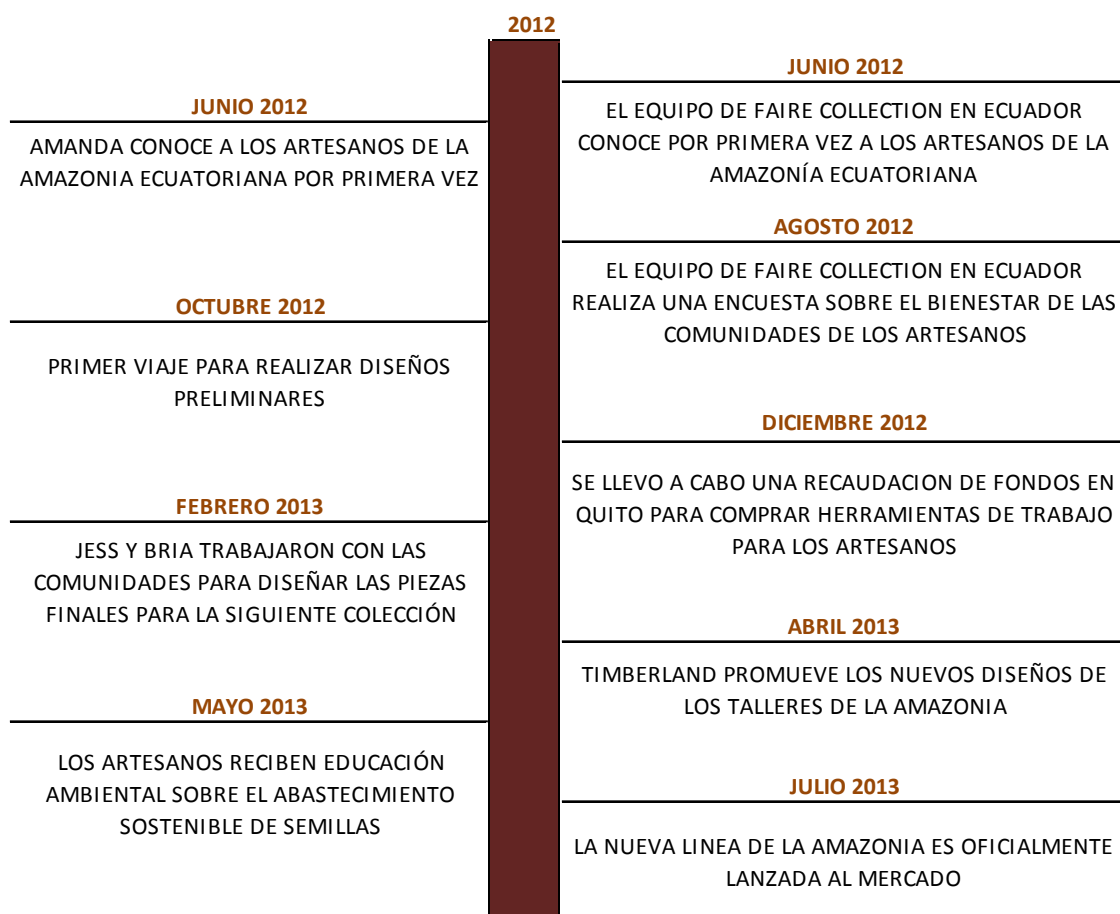 2012
JUNIO 2012
AMANDA CONOCE A LOS ARTESANOS DE LA
AMAZONIA ECUATORIANA POR PRIMERA VEZ
JUNIO 2012
EL EQUIPO DE FAIRE COLLECTION EN ECUADOR
CONOCE POR PRIMERA VEZ A LOS ARTESANOS DE LA
AMAZONÍA ECUATORIANA
AGOSTO 2012
EL EQUIPO DE FAIRE COLLECTION EN ECUADOR
REALIZA UNA ENCUESTA SOBRE EL BIENESTAR DE LAS
COMUNIDADES DE LOS ARTESANOS
OCTUBRE 2012
PRIMER VIAJE PARA REALIZAR DISEÑOS
PRELIMINARES
DICIEMBRE 2012
SE LLEVO A CABO UNA RECAUDACION DE FONDOS EN
QUITO PARA COMPRAR HERRAMIENTAS DE TRABAJO
PARA LOS ARTESANOS
FEBRERO 2013
JESS Y BRIA TRABAJARON CON LAS
COMUNIDADES PARA DISEÑAR LAS PIEZAS
FINALES PARA LA SIGUIENTE COLECCIÓN
ABRIL 2013
TIMBERLAND PROMUEVE LOS NUEVOS DISEÑOS DE
LOS TALLERES DE LA AMAZONIA
MAYO 2013
LOS ARTESANOS RECIBEN EDUCACIÓN
AMBIENTAL SOBRE EL ABASTECIMIENTO
SOSTENIBLE DE SEMILLAS
JULIO 2013
LA NUEVA LINEA DE LA AMAZONIA ES OFICIALMENTE
LANZADA AL MERCADO